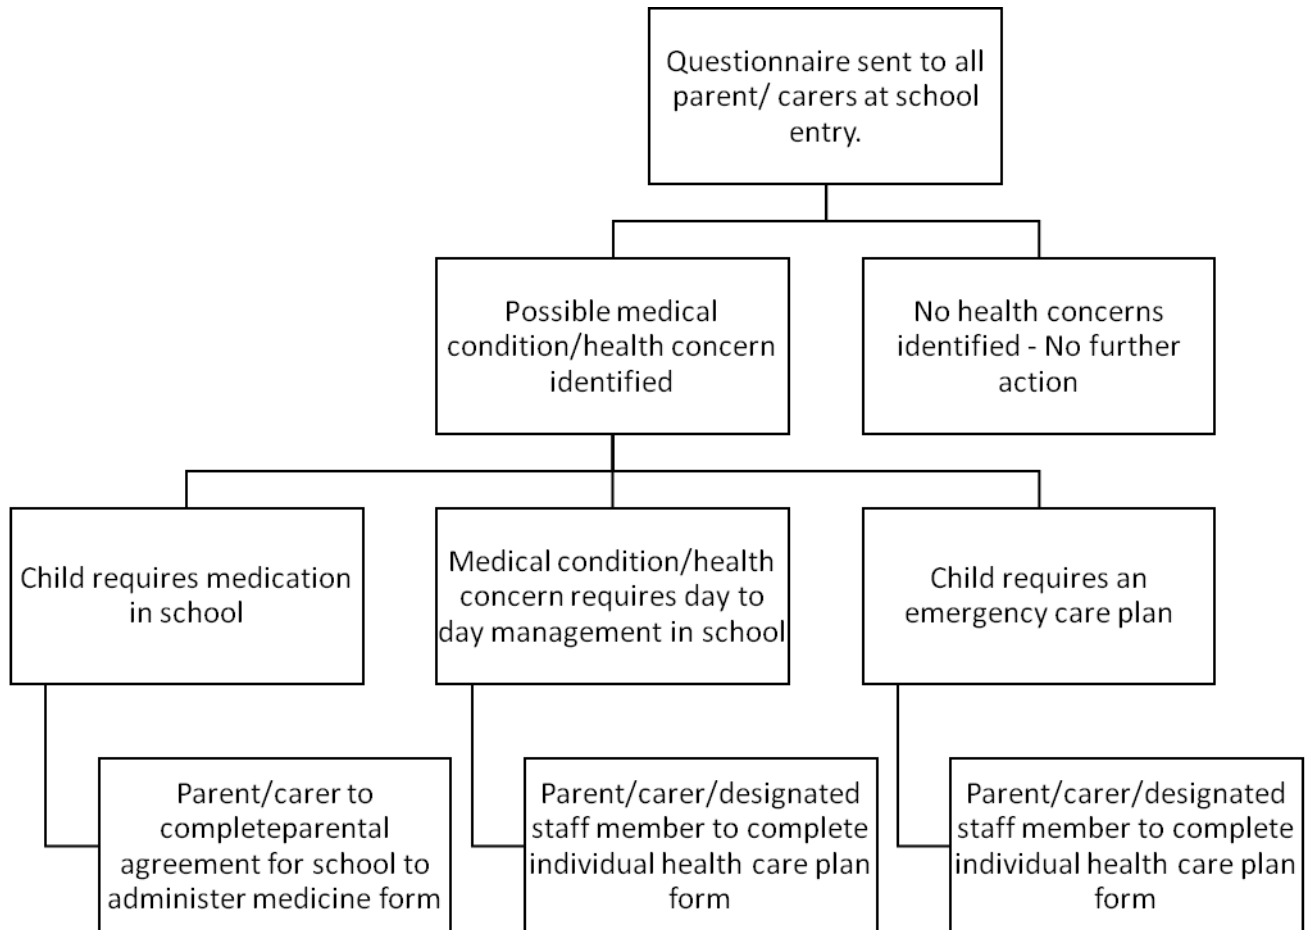 Questionnaire sent to all
parent/ carers at school
entry.
Possible medical
condition/health concern
identified
No health concerns
identified - No further
action
Child requires medication
in school
Medical condition/health
concern requires day to
day management in school
Child requires an
emergency care plan
Parent/carer to
completeparental
agreement for school to
administer medicine form
Parent/carer/designated
staff member to complete
individual health care plan
form
Parent/carer/designated
staff member to complete
individual health care plan
form